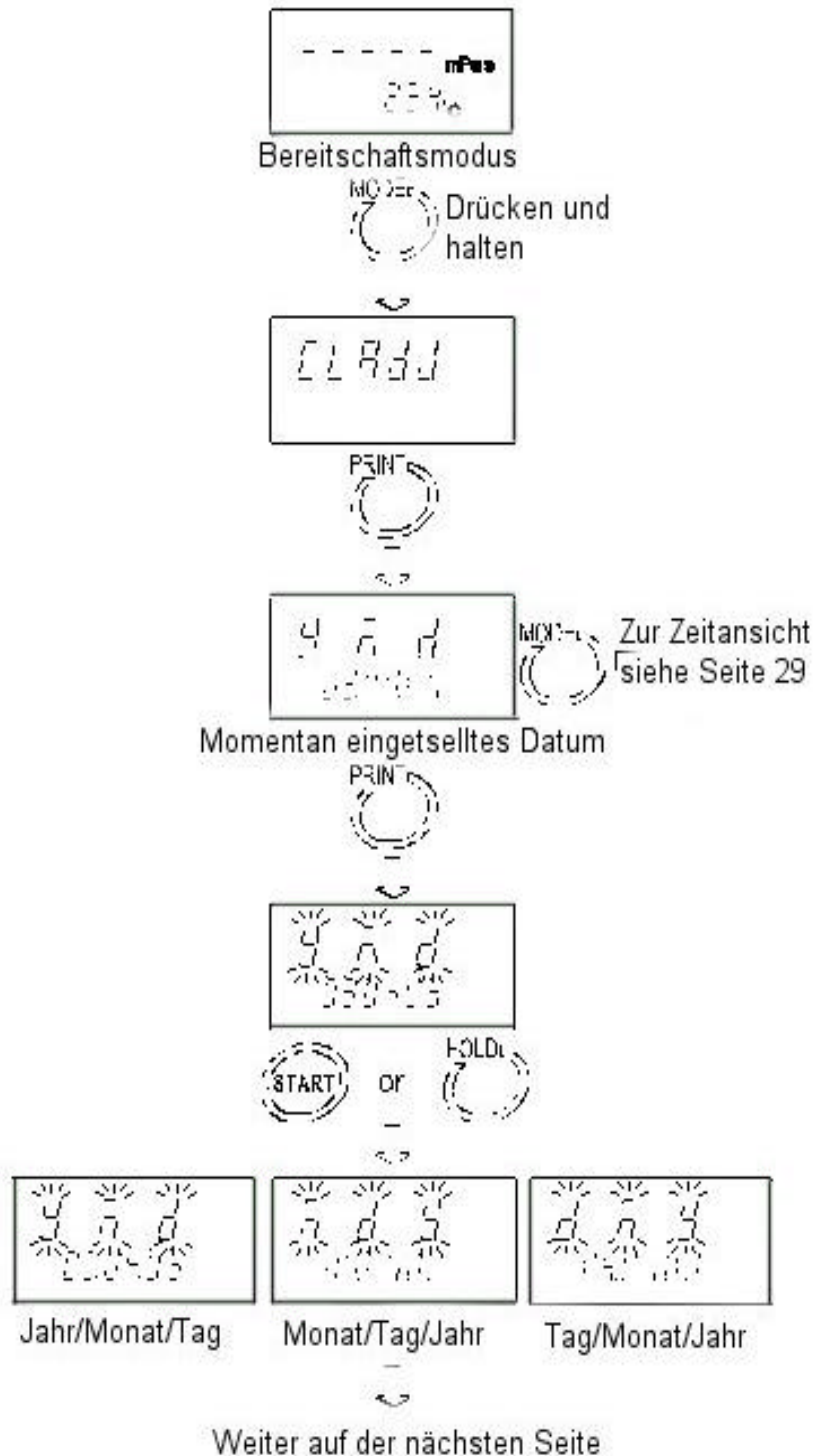 mPas
Bereitschaftsmodus
MODE
Drücken und
halten
CLAdJ
PRINT
y m d
MODE
Zur Zeitansicht
siehe Seite 29
Momentan eingetselltes Datum
PRINT
y m d
START or HOLD
y m d
m d y
d m y
Jahr/Monat/Tag Monat/Tag/Jahr Tag/Monat/Jahr
Weiter auf der nächsten Seite